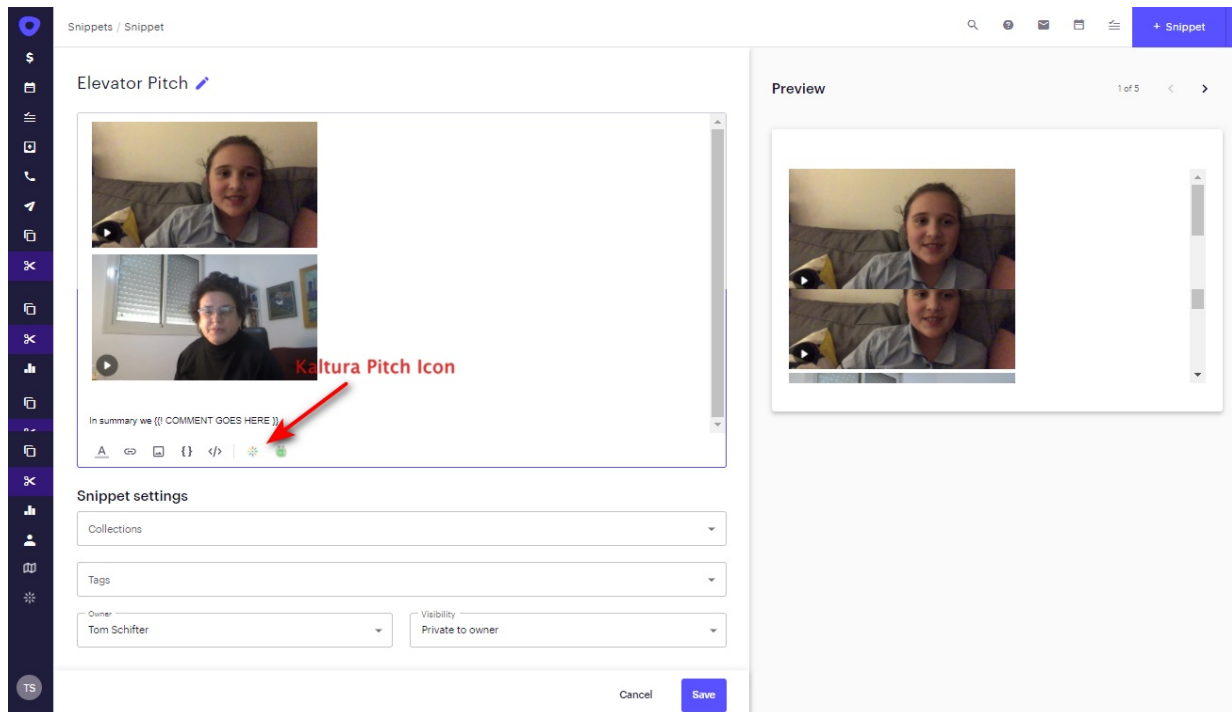 Snippets / Snippet
+ Snippet
Elevator Pitch
Preview
1 of 5
Kaltura Pitch Icon
In summary we {{! COMMENT GOES HERE }}
A
{ }
</>
Snippet settings
Collections
Tags
Owner
Tom Schifter
Visibility
Private to owner
TS
Cancel
Save